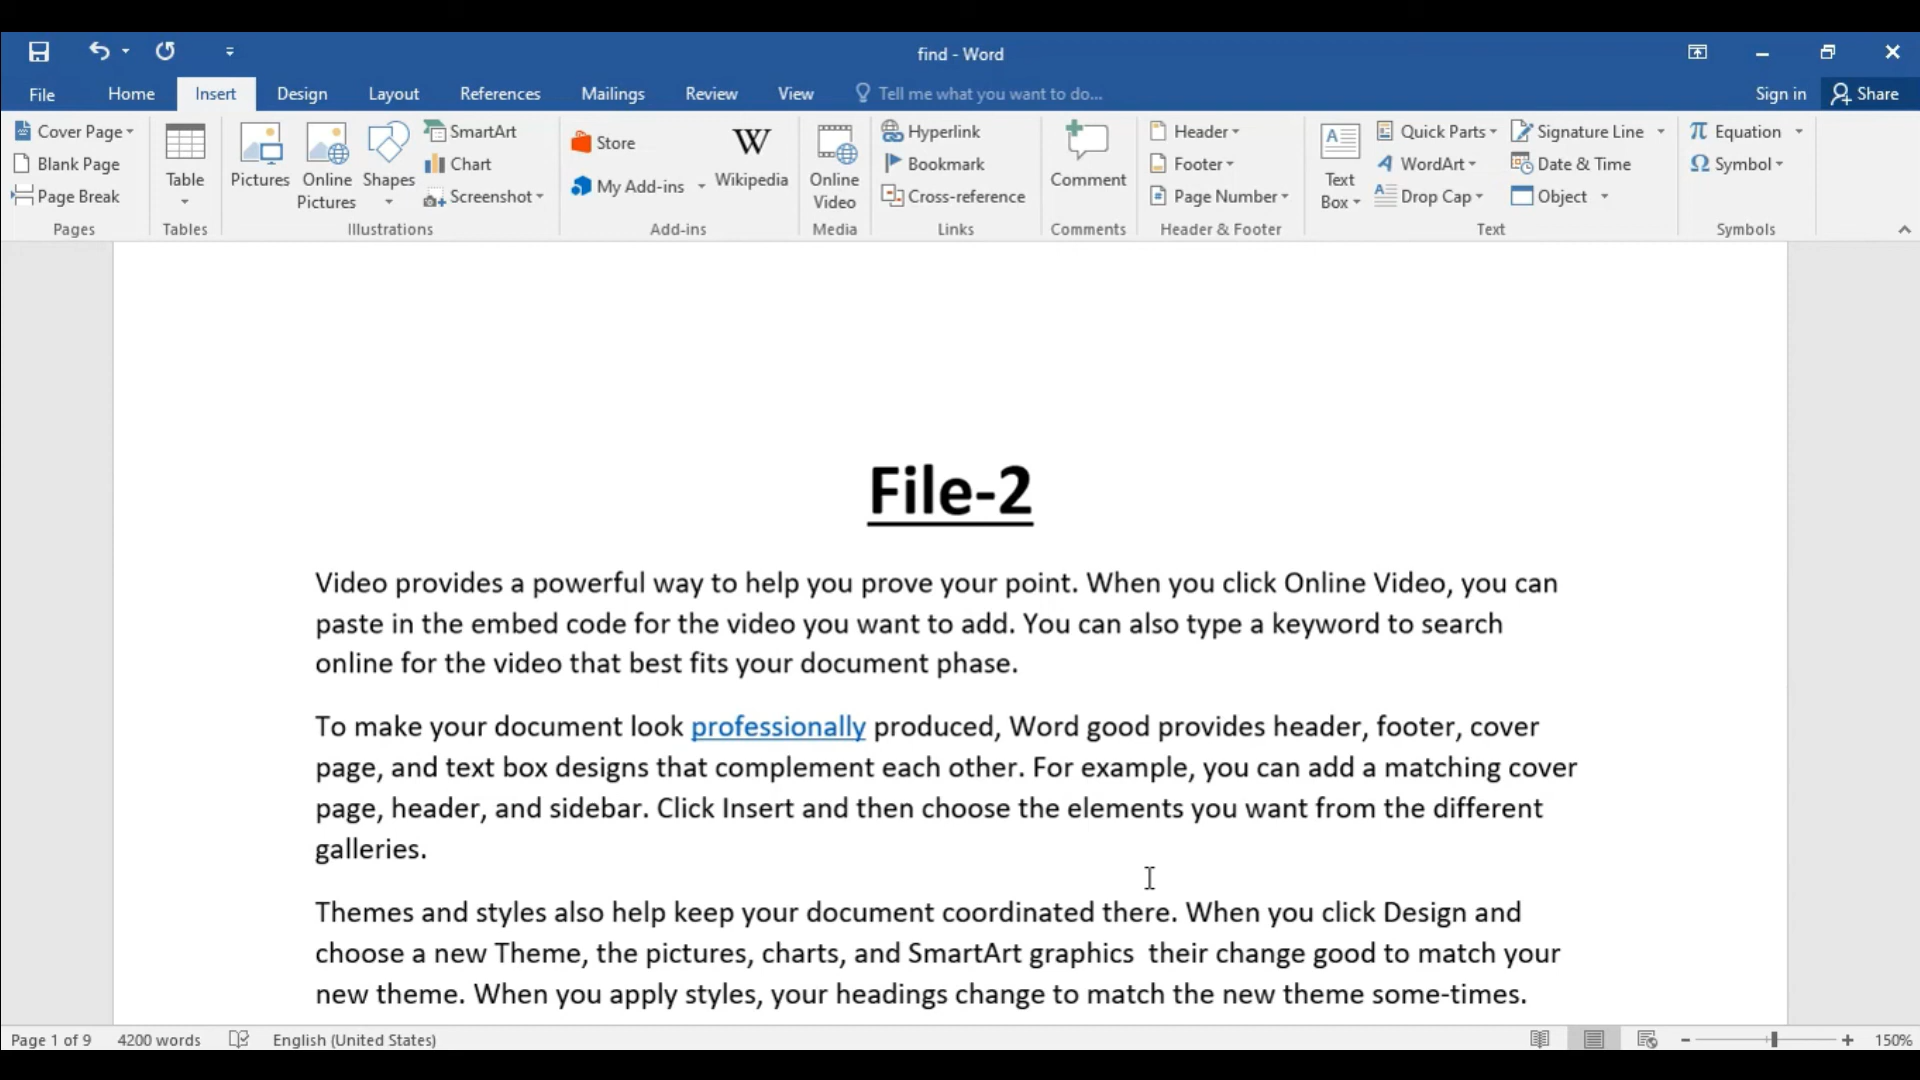 find - Word
File Home Insert Design Layout References Mailings Review View Tell me what you want to do... Sign in Share
Cover Page
Blank Page
Page Break
Pages
Table
Tables
Pictures
Online
Pictures
Shapes
SmartArt
Chart
Screenshot
Illustrations
Store
My Add-ins
W
Wikipedia
Add-ins
Online
Video
Media
Hyperlink
Bookmark
Cross-reference
Links
Comment
Comments
Header
Footer
Page Number
Header & Footer
Text
Box
Quick Parts
WordArt
Drop Cap
Signature Line
Date & Time
Object
Text
π Equation
Ω Symbol
Symbols
File-2
Video provides a powerful way to help you prove your point. When you click Online Video, you can
paste in the embed code for the video you want to add. You can also type a keyword to search
online for the video that best fits your document phase.
To make your document look professionally produced, Word good provides header, footer, cover
page, and text box designs that complement each other. For example, you can add a matching cover
page, header, and sidebar. Click Insert and then choose the elements you want from the different
galleries.
Themes and styles also help keep your document coordinated there. When you click Design and
choose a new Theme, the pictures, charts, and SmartArt graphics  their change good to match your
new theme. When you apply styles, your headings change to match the new theme some-times.
Page 1 of 9 4200 words English (United States) 150%